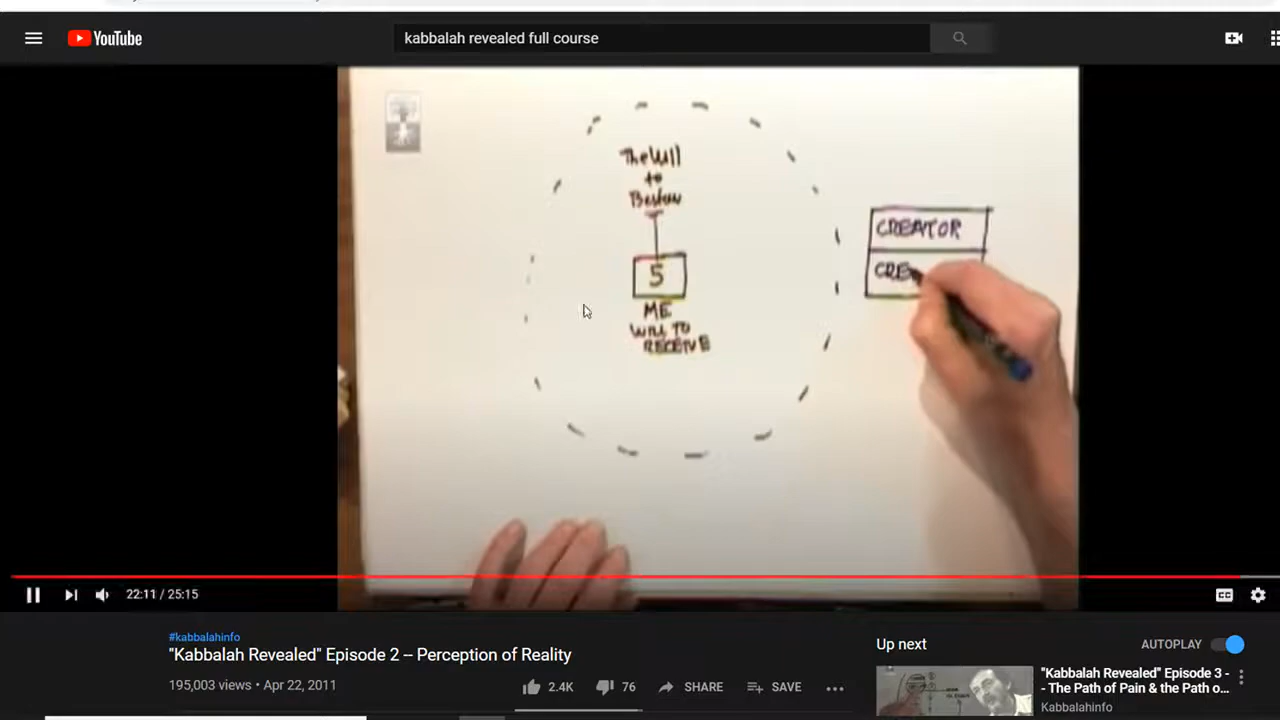 YouTube
kabbalah revealed full course
The Will
to
Bestow
5
ME
WILL TO
RECEIVE
CREATOR
CRE
22:11 / 25:15
CC
#kabbalahinfo
"Kabbalah Revealed" Episode 2 -- Perception of Reality
195,003 views • Apr 22, 2011
2.4K
76
SHARE
SAVE
Up next
AUTOPLAY
"Kabbalah Revealed" Episode 3 -
- The Path of Pain & the Path o...
Kabbalahinfo